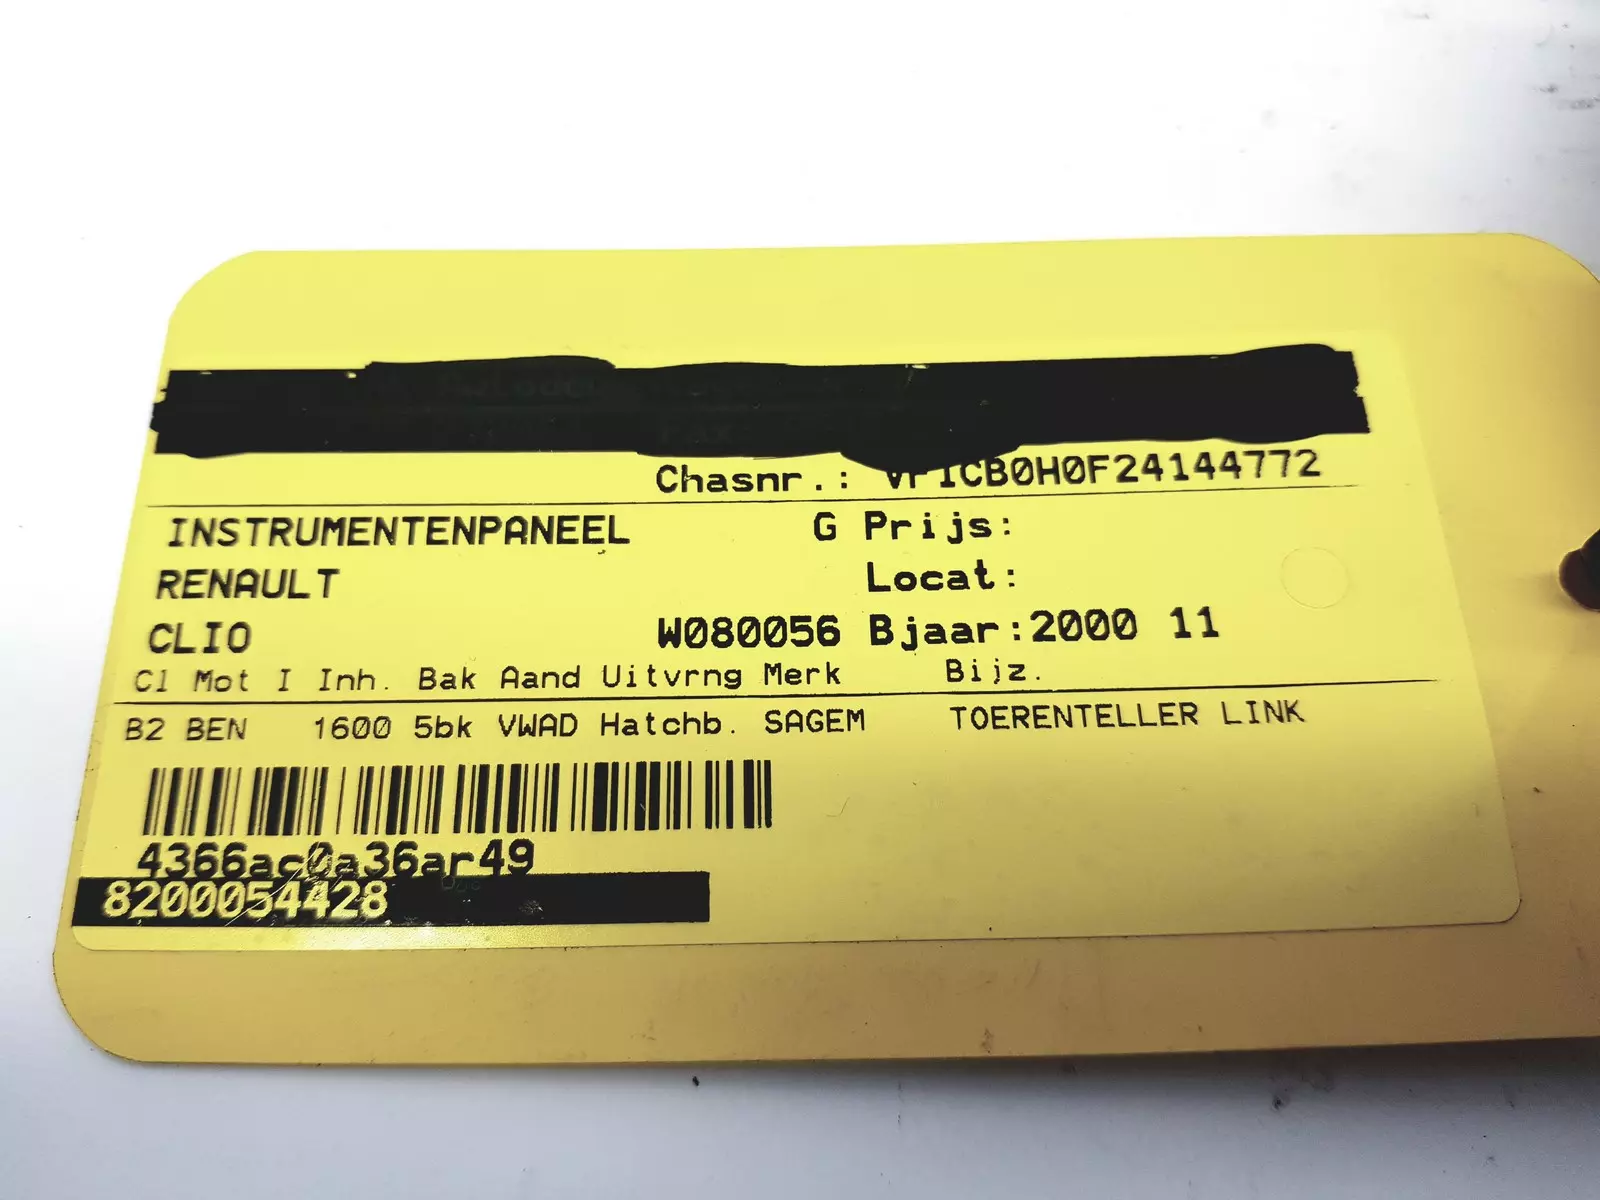 Chasnr.: VF1CB0H0F24144772
INSTRUMENTENPANEEL G Prijs:
RENAULT Locat:
CLIO W080056 Bjaar:2000 11
Cl Mot I Inh. Bak Aand Uitvrng Merk Bijz.
B2 BEN 1600 5bk VWAD Hatchb. SAGEM TOERENTELLER LINK
4366ac0a36ar49
8200054428